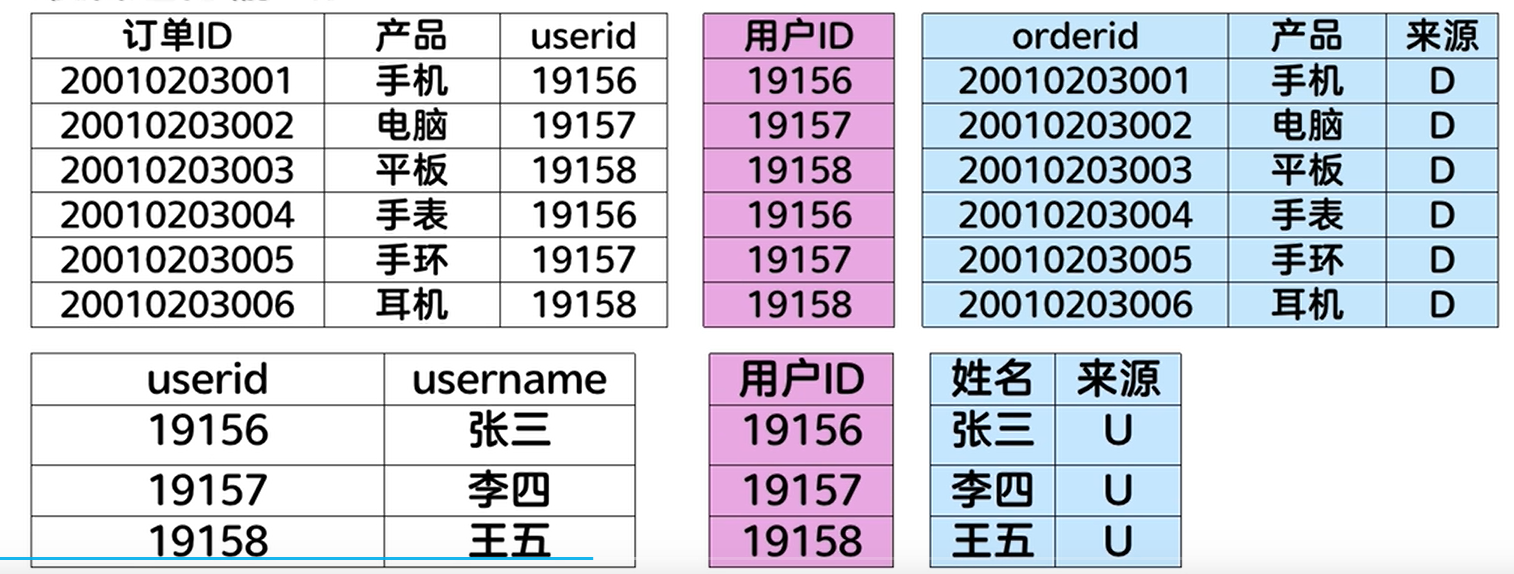 订单ID 产品 userid 用户ID orderid 产品 来源
20010203001 手机 19156 19156 20010203001 手机 D
20010203002 电脑 19157 19157 20010203002 电脑 D
20010203003 平板 19158 19158 20010203003 平板 D
20010203004 手表 19156 19156 20010203004 手表 D
20010203005 手环 19157 19157 20010203005 手环 D
20010203006 耳机 19158 19158 20010203006 耳机 D
userid username 用户ID 姓名 来源
19156 张三 19156 张三 U
19157 李四 19157 李四 U
19158 王五 19158 王五 U